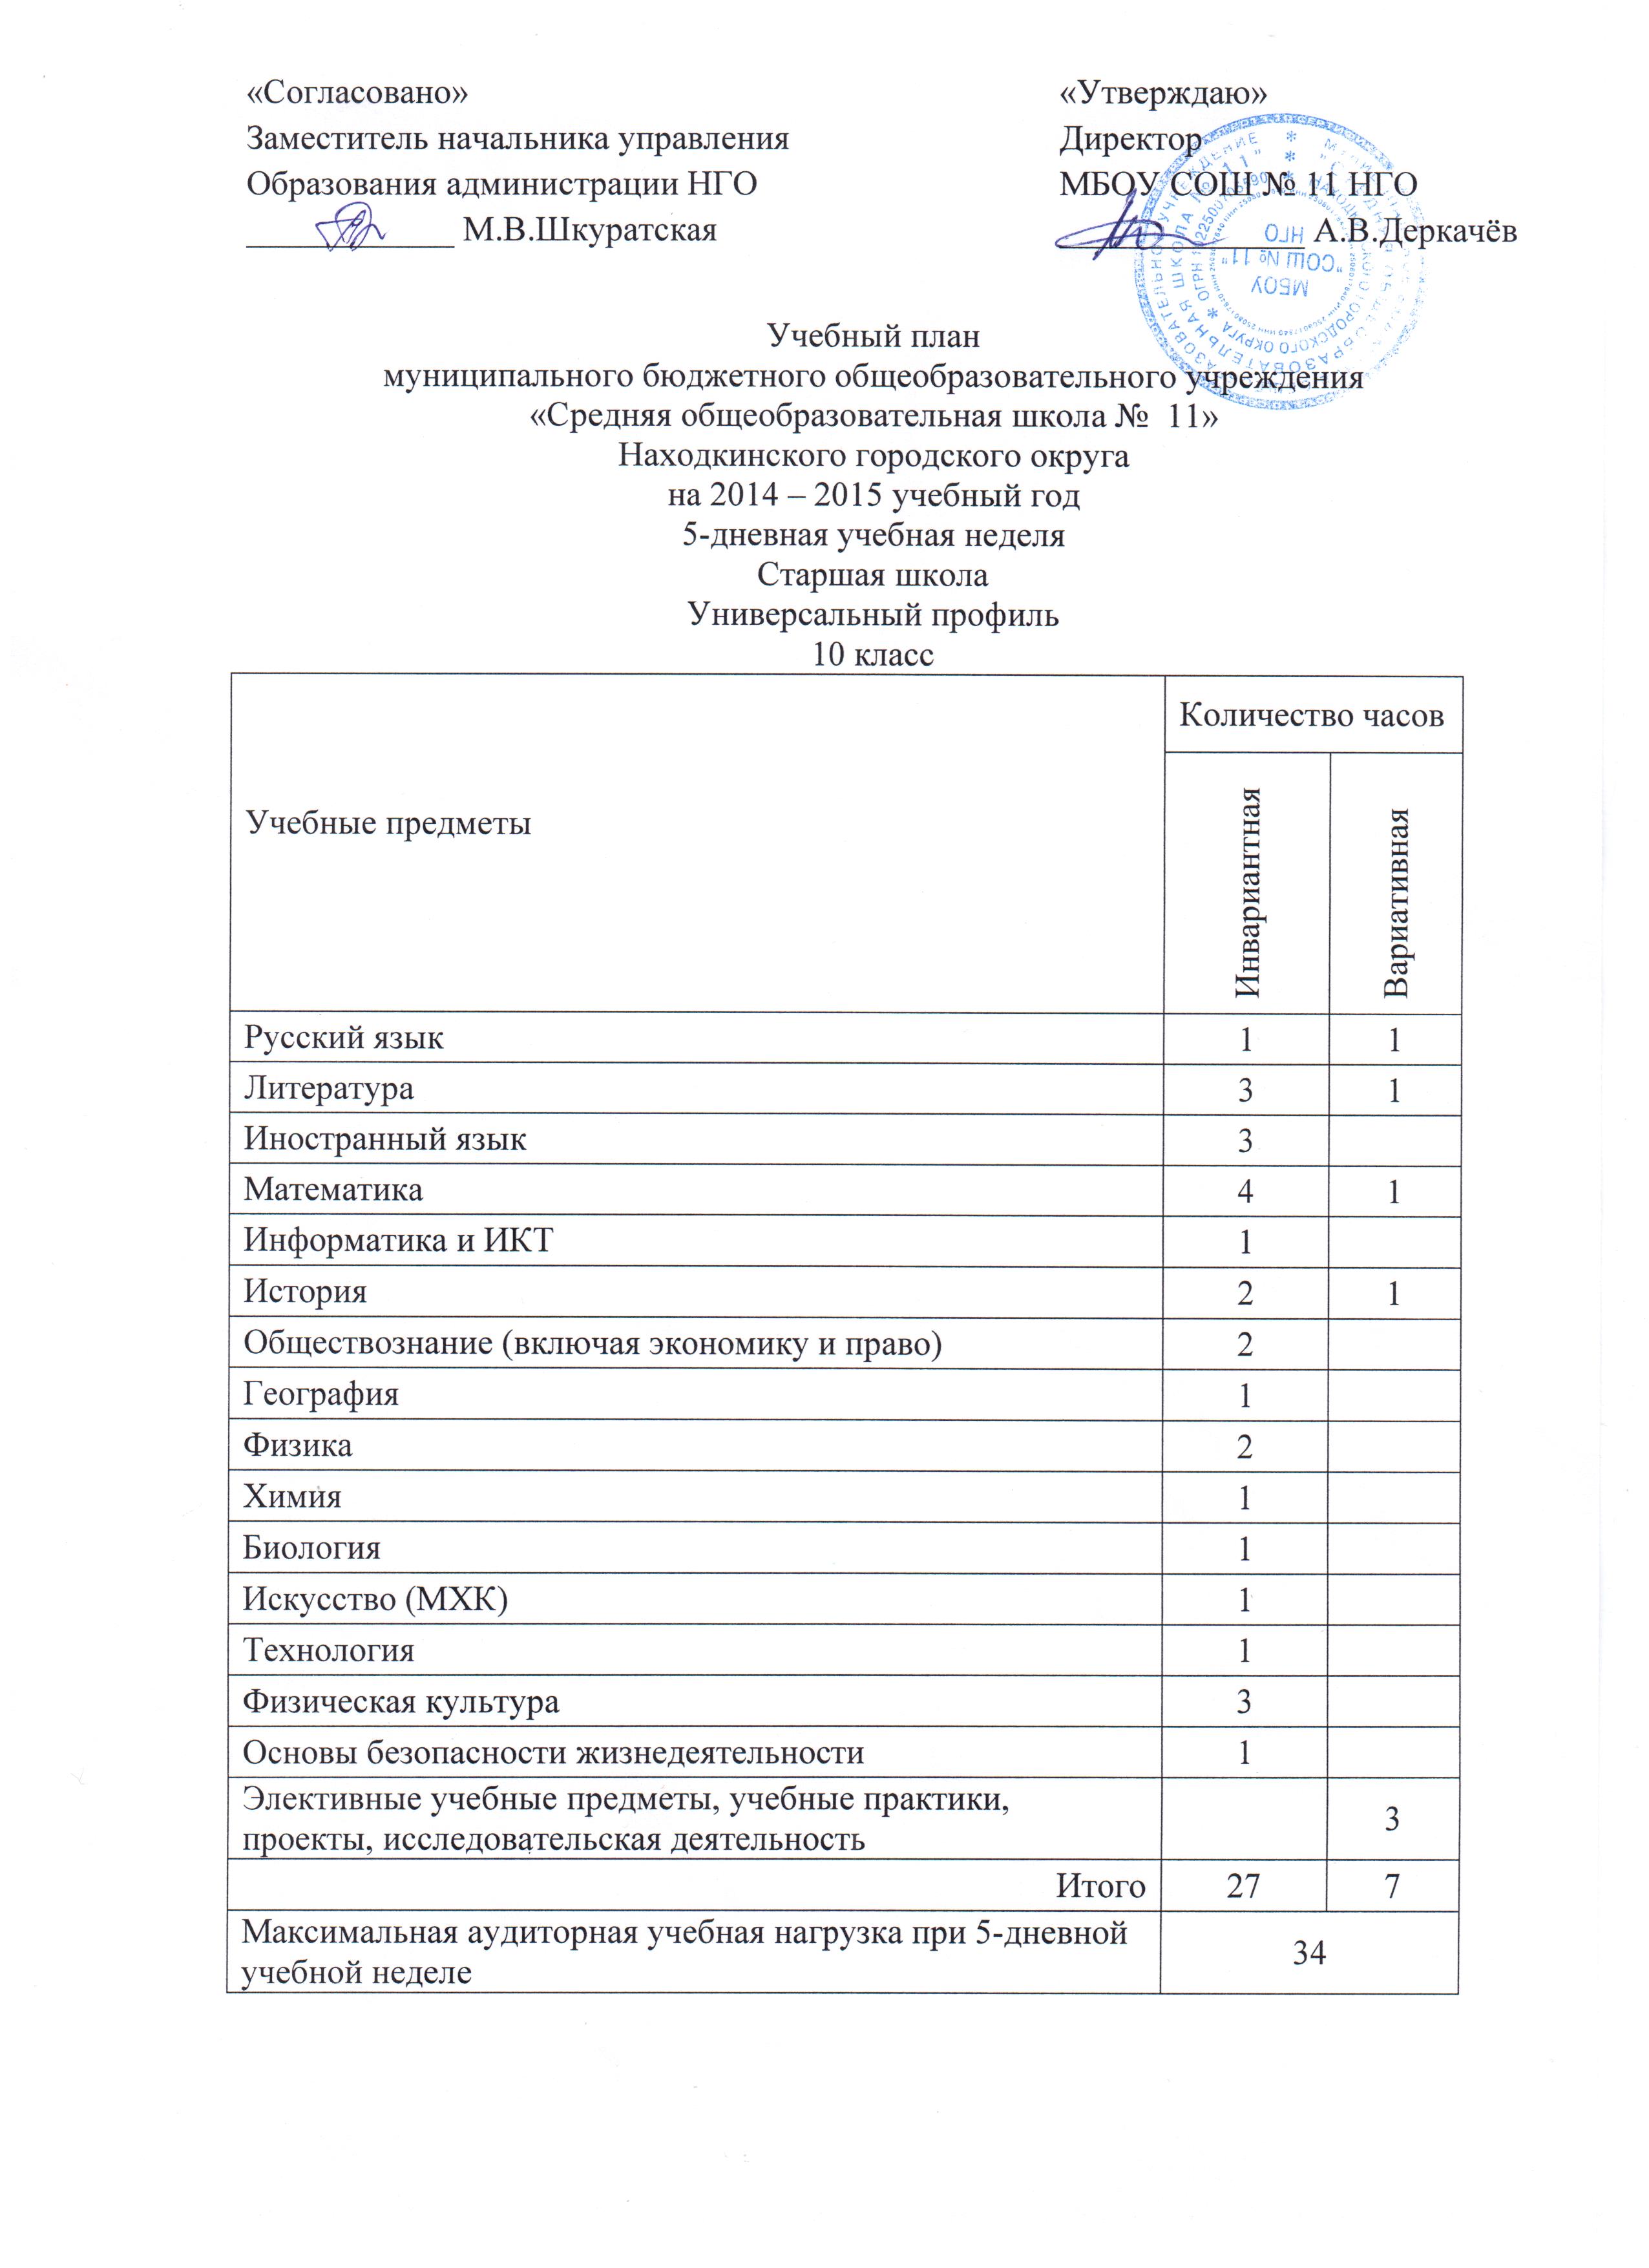 «Согласовано»
Заместитель начальника управления
Образования администрации НГО
____________ М.В.Шкуратская
«Утверждаю»
Директор
МБОУ СОШ № 11 НГО
______________ А.В.Деркачёв
МБОУ
"СОШ № 11"
НГО
Учебный план
муниципального бюджетного общеобразовательного учреждения
«Средняя общеобразовательная школа № 11»
Находкинского городского округа
на 2014 – 2015 учебный год
5-дневная учебная неделя
Старшая школа
Универсальный профиль
10 класс
Учебные предметы
Количество часов
Инвариантная
Вариативная
Русский язык 1 1
Литература 3 1
Иностранный язык 3
Математика 4 1
Информатика и ИКТ 1
История 2 1
Обществознание (включая экономику и право) 2
География 1
Физика 2
Химия 1
Биология 1
Искусство (МХК) 1
Технология 1
Физическая культура 3
Основы безопасности жизнедеятельности 1
Элективные учебные предметы, учебные практики,
проекты, исследовательская деятельность 3
Итого 27 7
Максимальная аудиторная учебная нагрузка при 5-дневной
учебной неделе 34